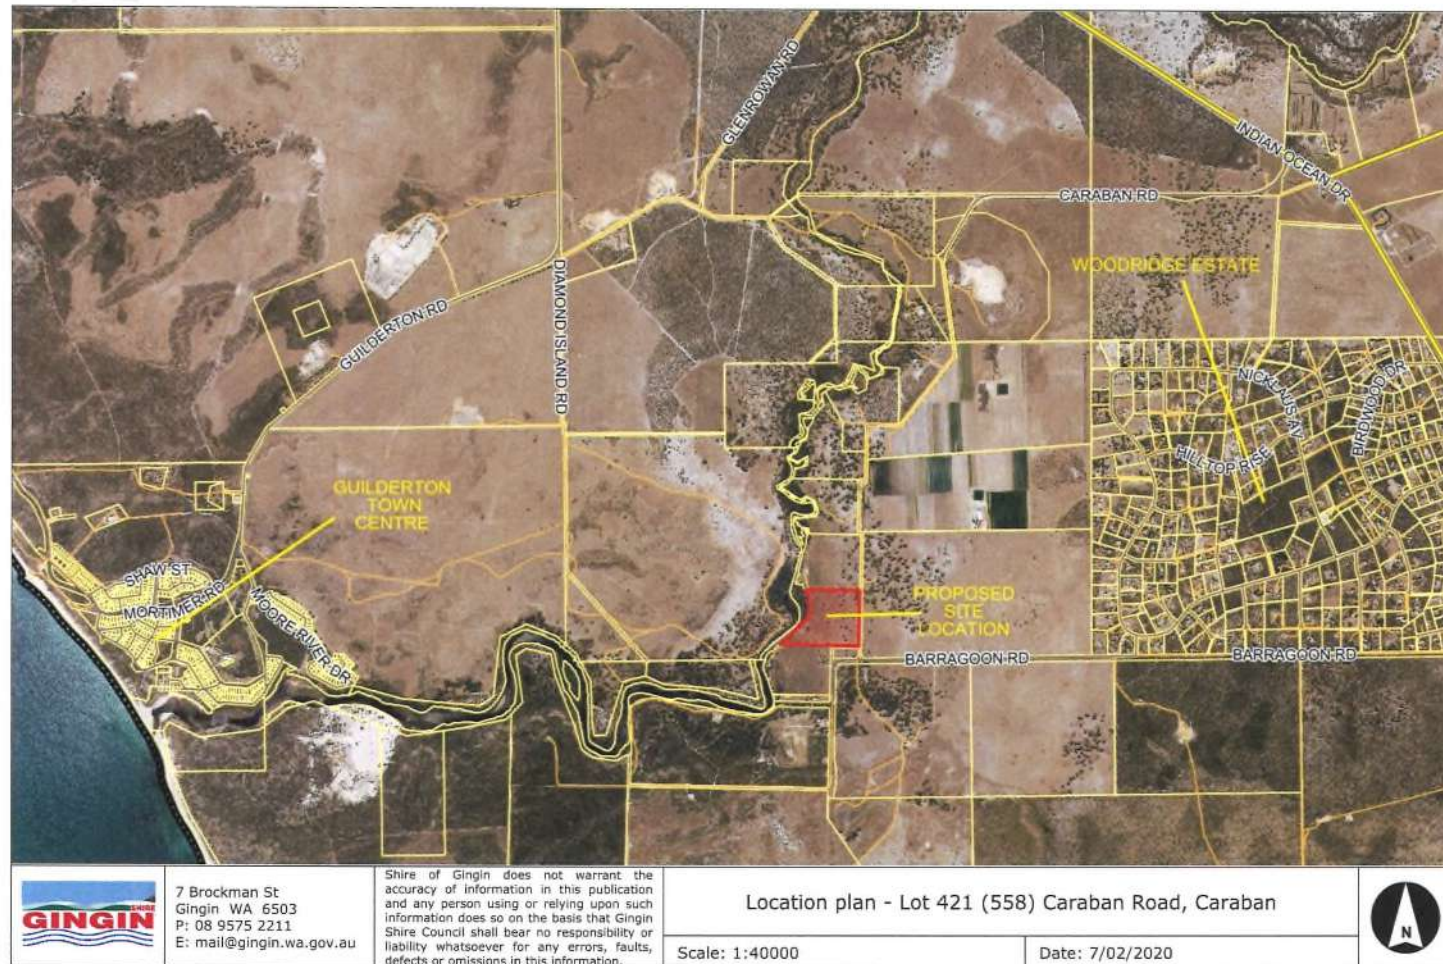 GLENROWAN RD
INDIAN OCEAN DR
CARABAN RD
WOODRIDGE ESTATE
DIAMOND ISLAND RD
GUILDERTON RD
NICKLAUS AV
BIRDWOOD DR
HILLTOP RISE
GUILDERTON
TOWN
CENTRE
SHAW ST
MORTIMER RD
MOORE RIVER DR
PROPOSED
SITE
LOCATION
BARRAGOON RD
BARRAGOON RD
SHIRE
GINGIN
7 Brockman St
Gingin WA 6503
P: 08 9575 2211
E: mail@gingin.wa.gov.au
Shire of Gingin does not warrant the
accuracy of information in this publication
and any person using or relying upon such
information does so on the basis that Gingin
Shire Council shall bear no responsibility or
liability whatsoever for any errors, faults,
defects or omissions in this information.
Location plan - Lot 421 (558) Caraban Road, Caraban
Scale: 1:40000
Date: 7/02/2020
N